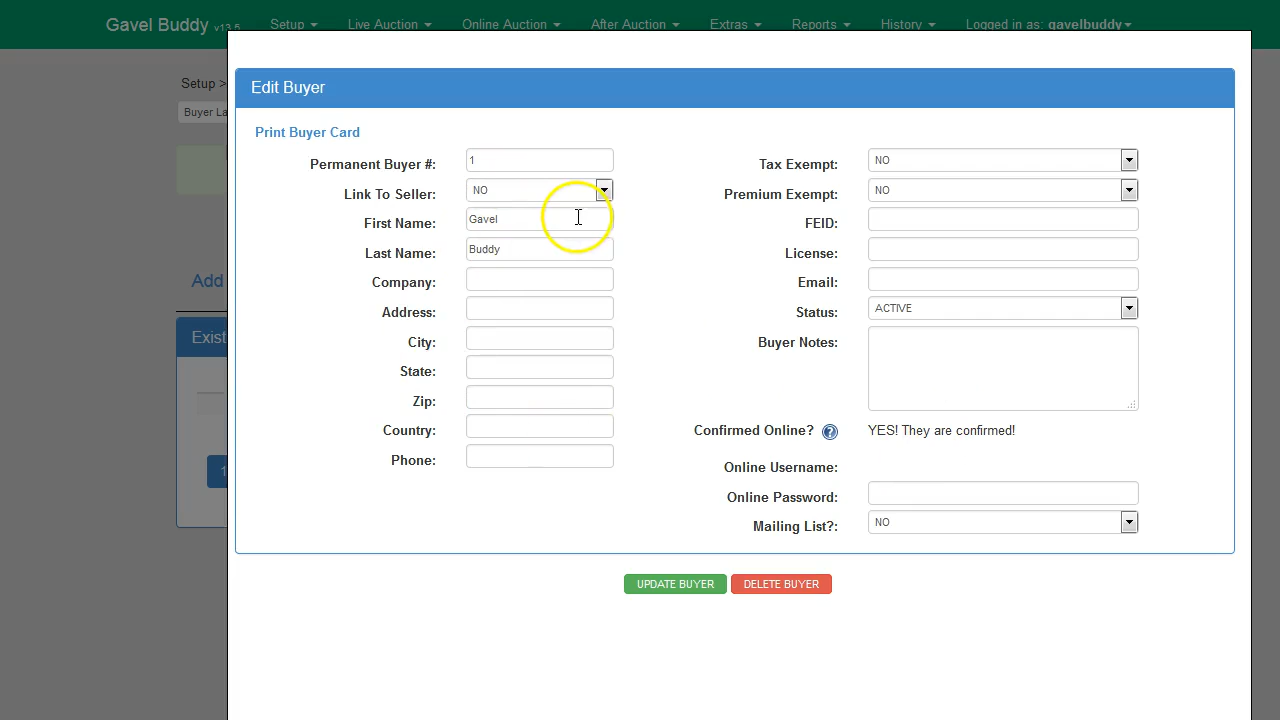 Gavel Buddy v13.5 Setup Live Auction Online Auction After Auction Extras Reports History Logged in as: gavelbuddy
Setup >
Buyer La
Add
Exist
1
Edit Buyer
Print Buyer Card
Permanent Buyer #: 1
Link To Seller: NO
First Name: Gavel
Last Name: Buddy
Company:
Address:
City:
State:
Zip:
Country:
Phone:
Tax Exempt: NO
Premium Exempt: NO
FEID:
License:
Email:
Status: ACTIVE
Buyer Notes:
Confirmed Online? ? YES! They are confirmed!
Online Username:
Online Password:
Mailing List?: NO
UPDATE BUYER DELETE BUYER